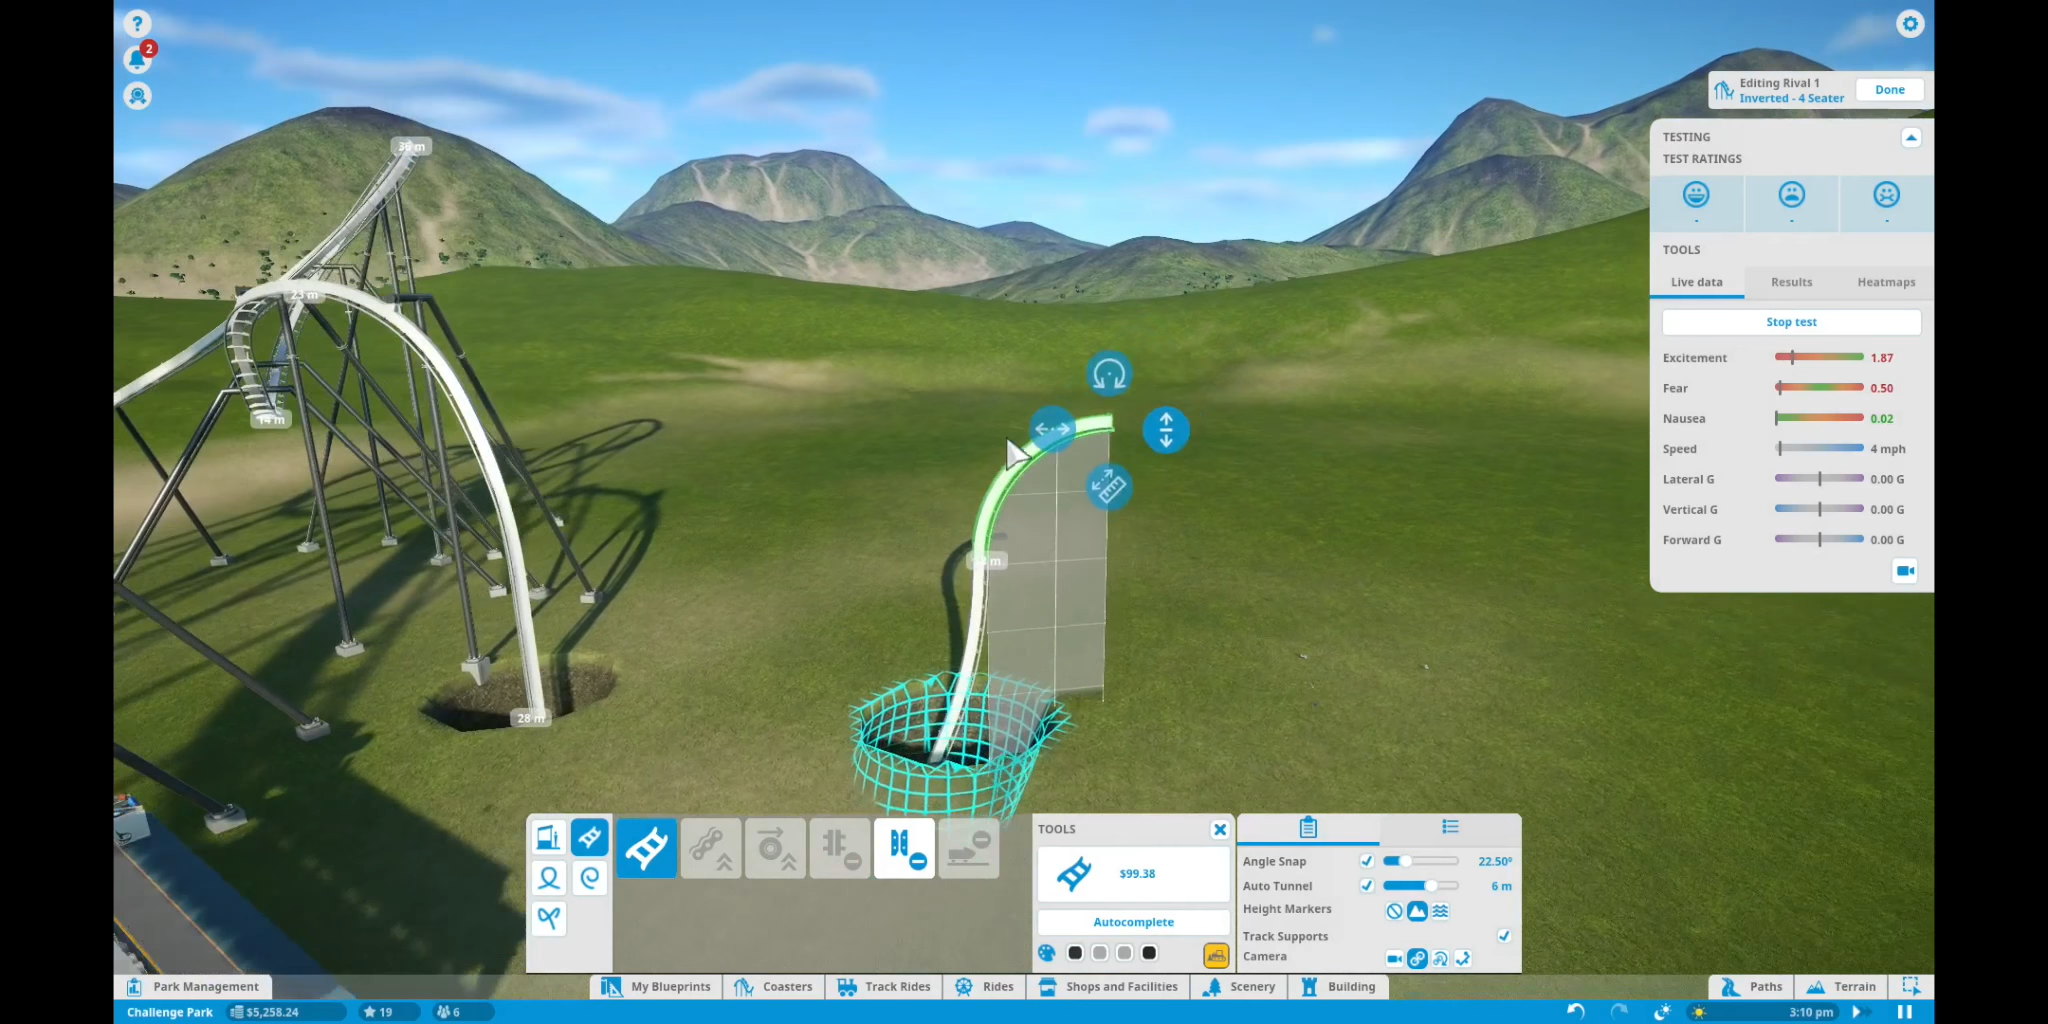 ?
2
Editing Rival 1
Inverted - 4 Seater
Done
TESTING
TEST RATINGS
-
-
-
TOOLS
Live data
Results
Heatmaps
Stop test
Excitement
1.87
Fear
0.50
Nausea
0.02
Speed
4 mph
Lateral G
0.00 G
Vertical G
0.00 G
Forward G
0.00 G
36 m
23 m
14 m
m
28 m
TOOLS
$99.38
Autocomplete
Angle Snap
22.50°
Auto Tunnel
6 m
Height Markers
Track Supports
Camera
Park Management
My Blueprints
Coasters
Track Rides
Rides
Shops and Facilities
Scenery
Building
Paths
Terrain
Challenge Park
$5,258.24
19
6
3:10 pm